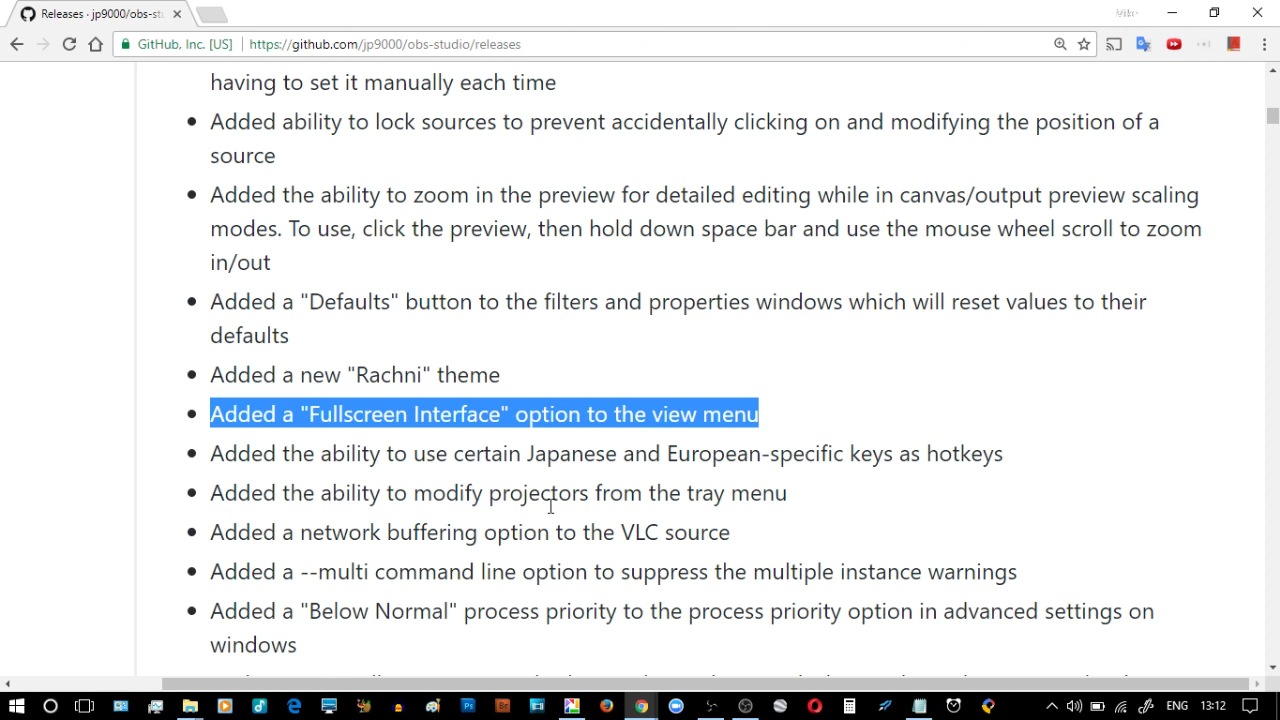 Releases · jp9000/obs-stu
GitHub, Inc. [US]
https://github.com/jp9000/obs-studio/releases
having to set it manually each time
Added ability to lock sources to prevent accidentally clicking on and modifying the position of a
source
Added the ability to zoom in the preview for detailed editing while in canvas/output preview scaling
modes. To use, click the preview, then hold down space bar and use the mouse wheel scroll to zoom
in/out
Added a "Defaults" button to the filters and properties windows which will reset values to their
defaults
Added a new "Rachni" theme
Added a "Fullscreen Interface" option to the view menu
Added the ability to use certain Japanese and European-specific keys as hotkeys
Added the ability to modify projectors from the tray menu
Added a network buffering option to the VLC source
Added a --multi command line option to suppress the multiple instance warnings
Added a "Below Normal" process priority to the process priority option in advanced settings on
windows
ENG 13:12